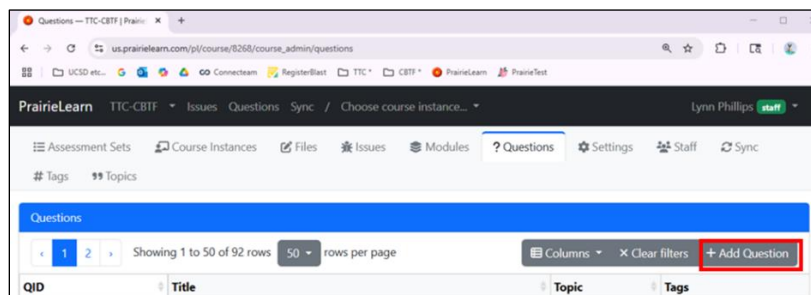 Questions — TTC-CBTF | Prairie
us.prairielearn.com/pl/course/8268/course_admin/questions
UCSD etc.. Connecteam RegisterBlast TTC * CBTF * PrairieLearn PrairieTest
PrairieLearn TTC-CBTF Issues Questions Sync / Choose course instance... Lynn Phillips staff
Assessment Sets Course Instances Files Issues Modules ? Questions Settings Staff Sync
# Tags Topics
Questions
1 2 Showing 1 to 50 of 92 rows 50 rows per page Columns Clear filters + Add Question
QID Title Topic Tags